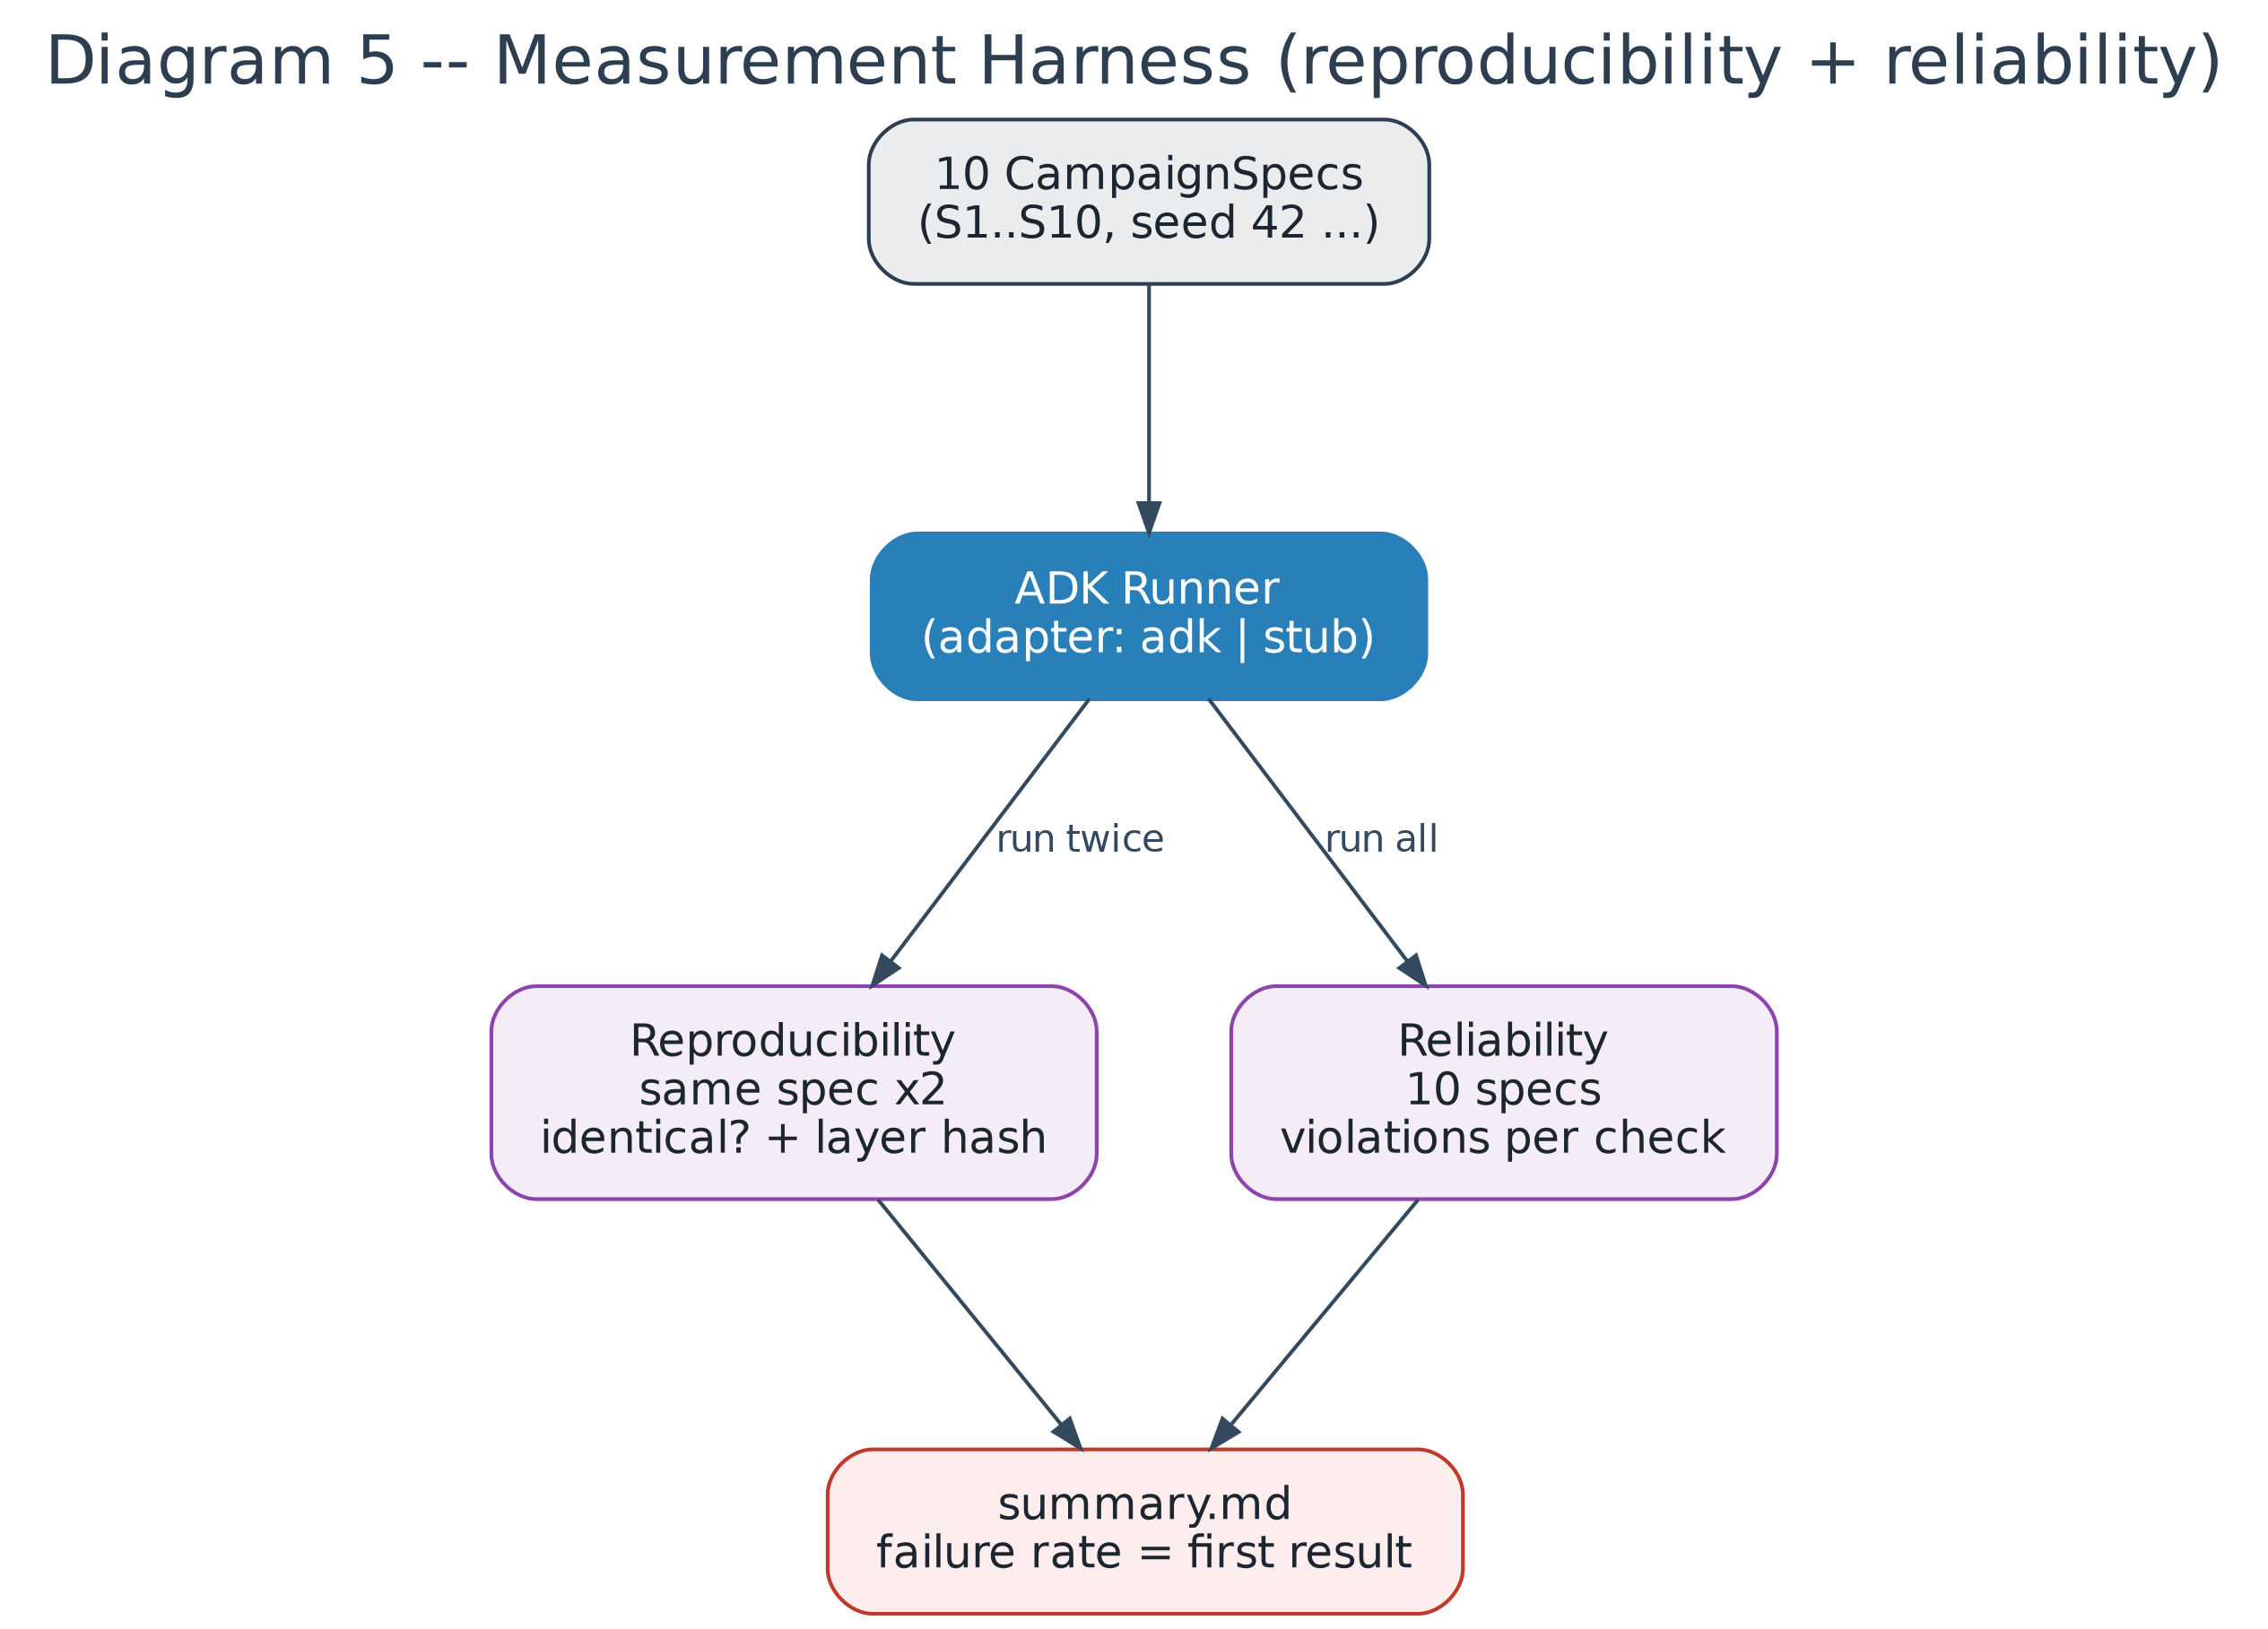 Diagram 5 -- Measurement Harness (reproducibility + reliability)
10 CampaignSpecs
(S1..S10, seed 42 ...)
ADK Runner
(adapter: adk | stub)
run twice
run all
Reproducibility
same spec x2
identical? + layer hash
Reliability
10 specs
violations per check
summary.md
failure rate = first result